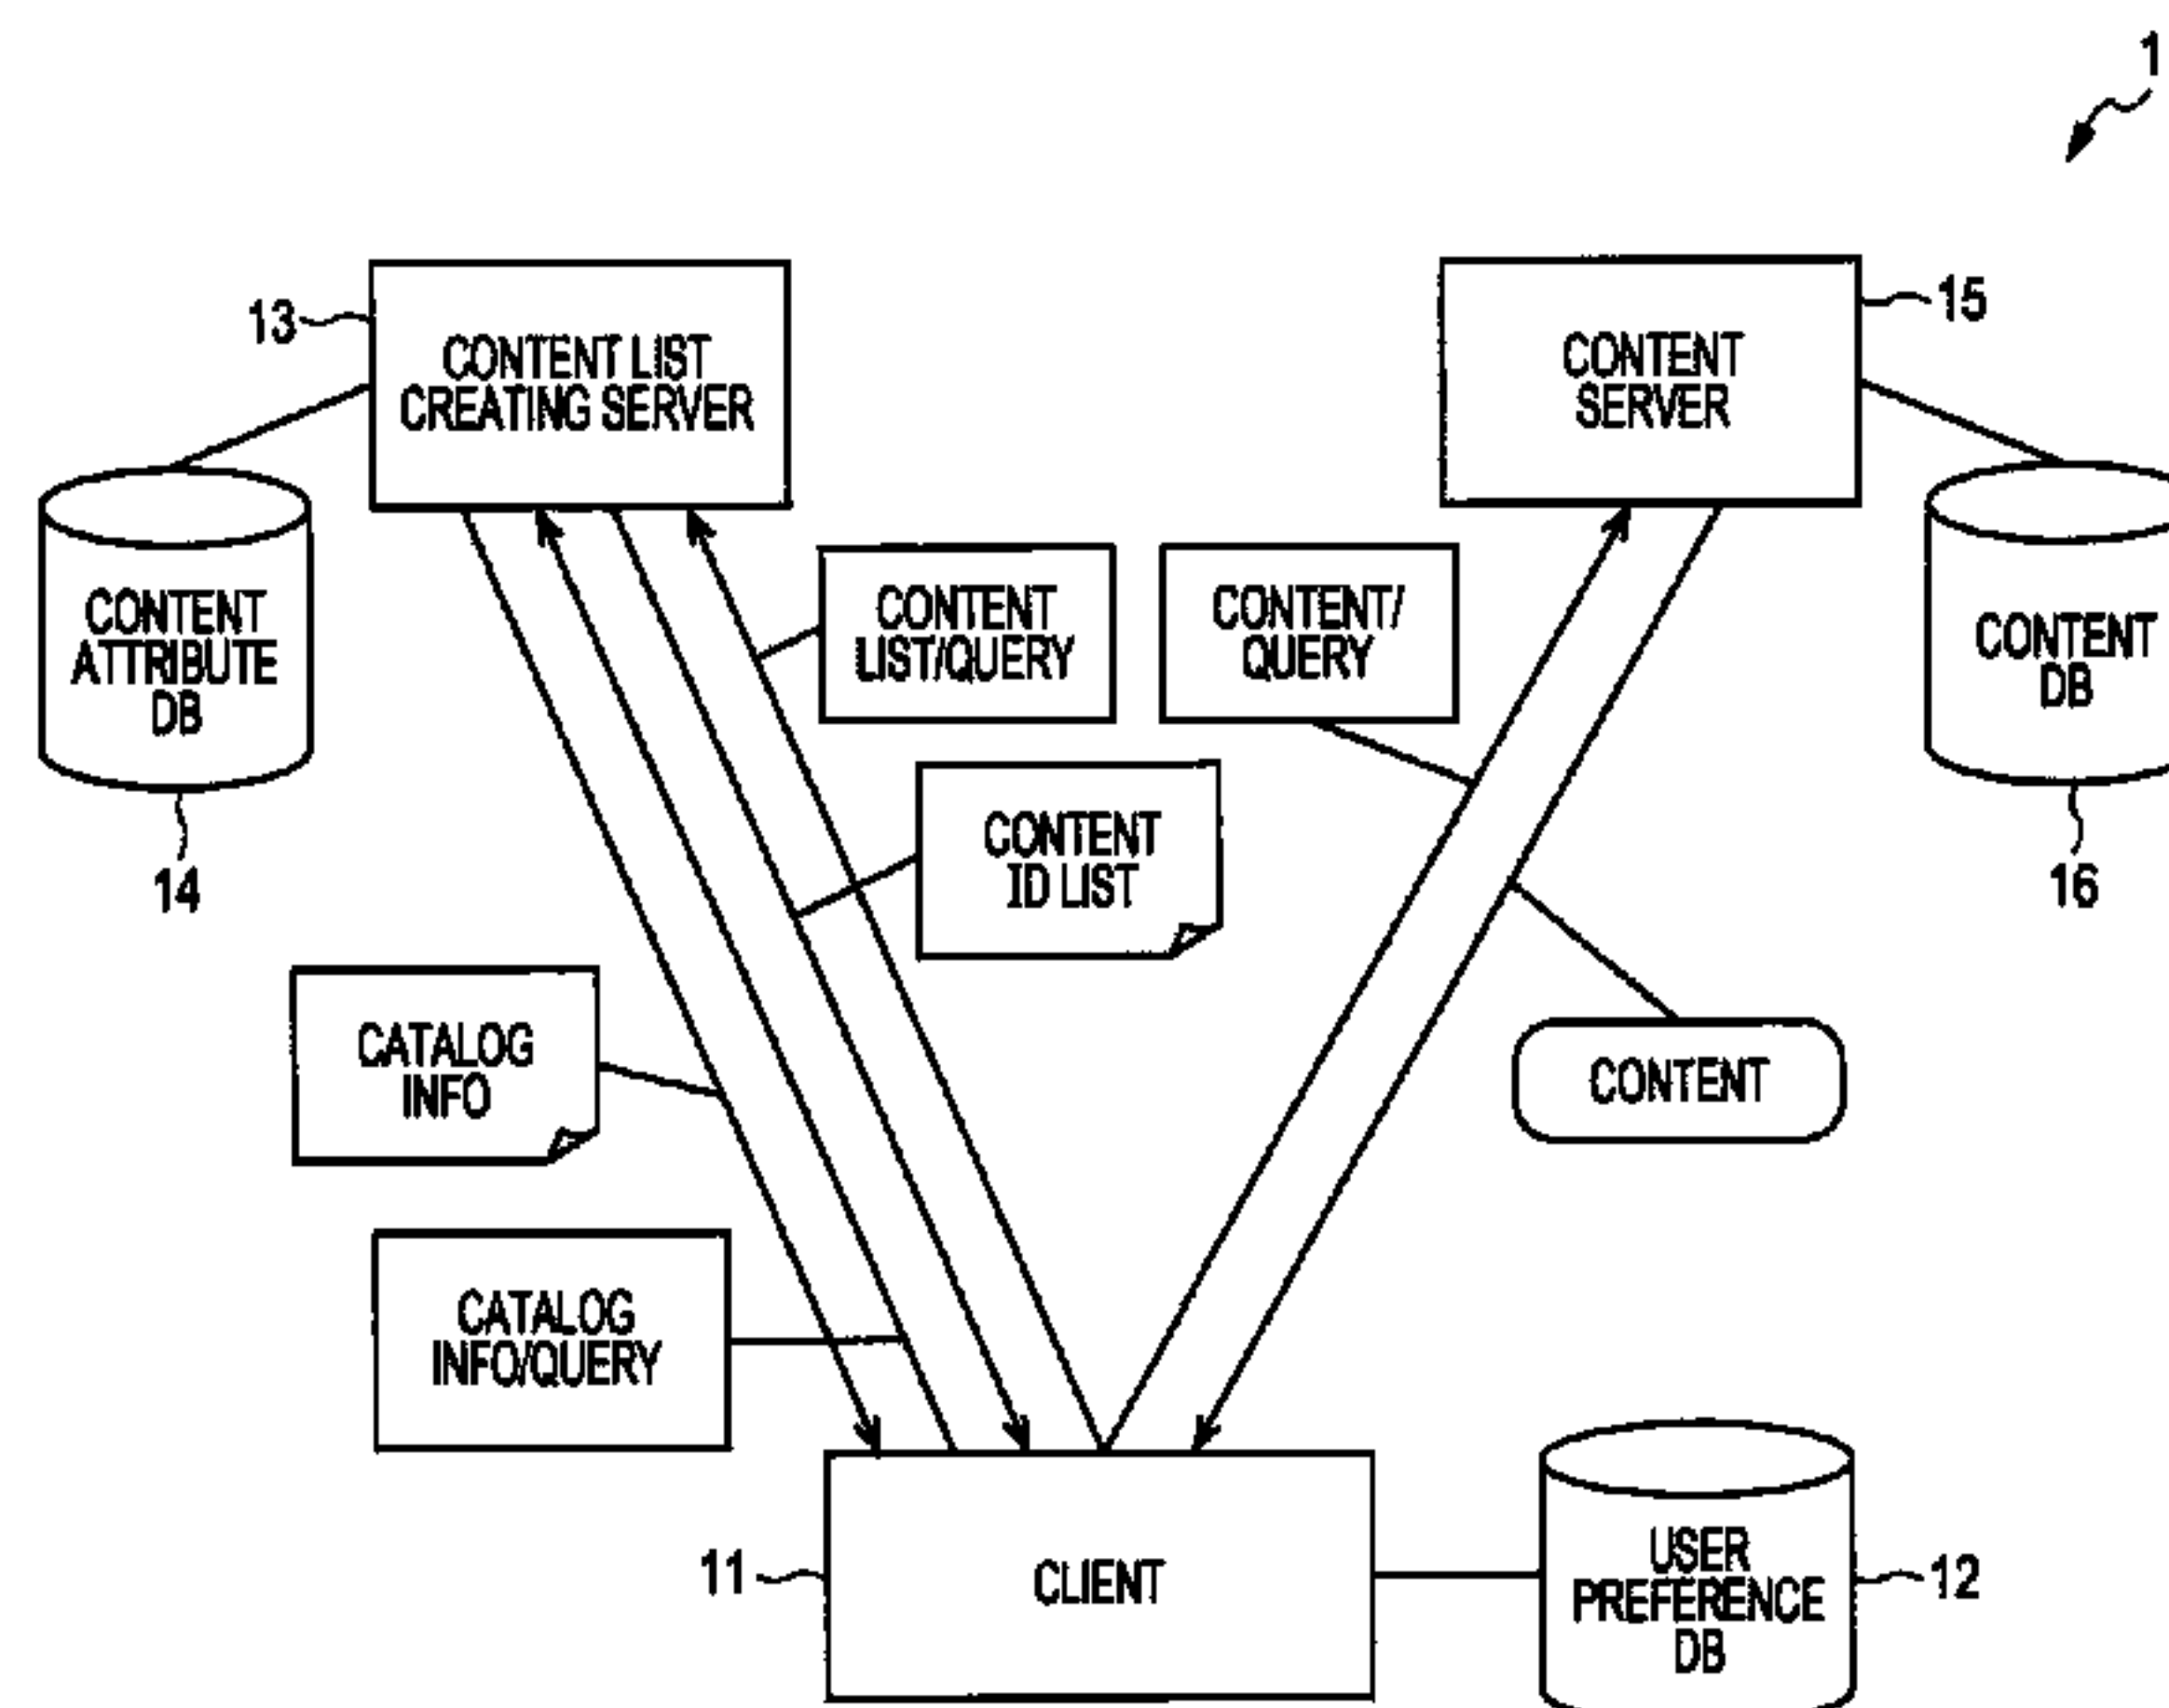 1
13
CONTENT LIST
CREATING SERVER
CONTENT
SERVER
15
CONTENT
ATTRIBUTE
DB
14
CONTENT
LIST/QUERY
CONTENT/
QUERY
CONTENT
DB
16
CONTENT
ID LIST
CATALOG
INFO
CONTENT
CATALOG
INFO/QUERY
11
CLIENT
USER
PREFERENCE
DB
12